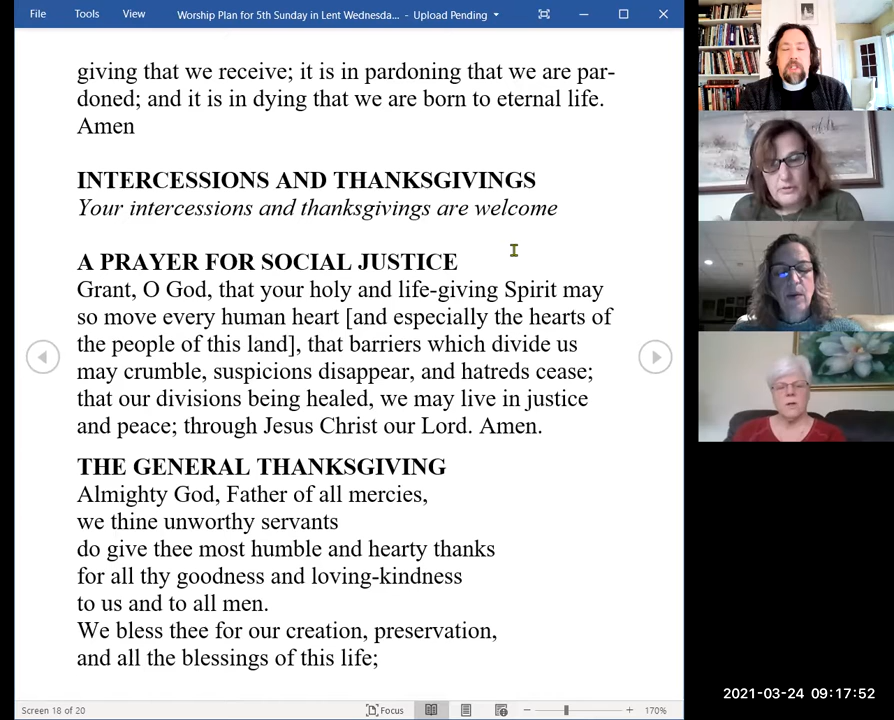 File Tools View Worship Plan for 5th Sunday in Lent Wednesda... - Upload Pending
giving that we receive; it is in pardoning that we are par-
doned; and it is in dying that we are born to eternal life.
Amen
INTERCESSIONS AND THANKSGIVINGS
Your intercessions and thanksgivings are welcome
A PRAYER FOR SOCIAL JUSTICE
Grant, O God, that your holy and life-giving Spirit may
so move every human heart [and especially the hearts of
the people of this land], that barriers which divide us
may crumble, suspicions disappear, and hatreds cease;
that our divisions being healed, we may live in justice
and peace; through Jesus Christ our Lord. Amen.
THE GENERAL THANKSGIVING
Almighty God, Father of all mercies,
we thine unworthy servants
do give thee most humble and hearty thanks
for all thy goodness and loving-kindness
to us and to all men.
We bless thee for our creation, preservation,
and all the blessings of this life;
Screen 18 of 20 Focus 170%
2021-03-24 09:17:52